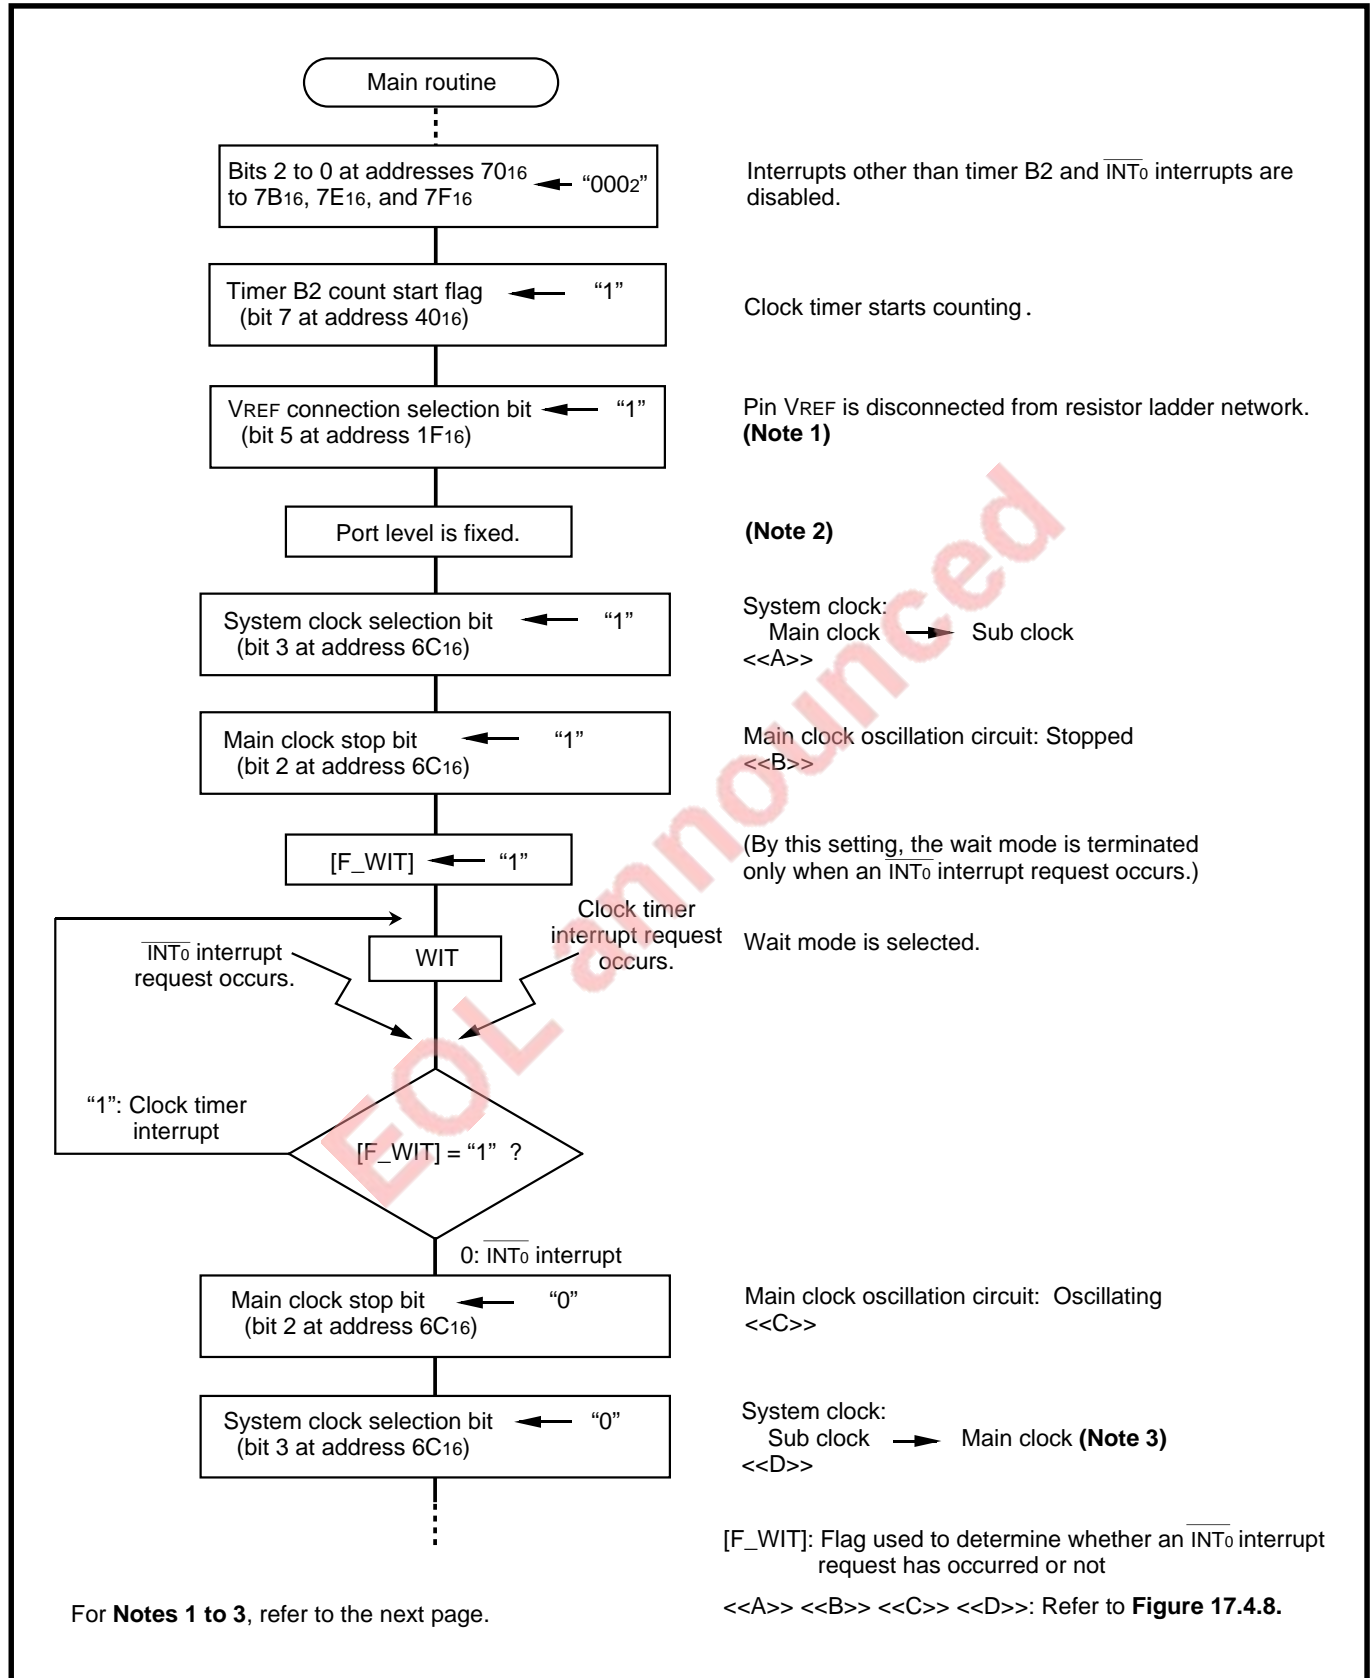 Main routine
Bits 2 to 0 at addresses 7016
to 7B16, 7E16, and 7F16
“0002”
Interrupts other than timer B2 and INT0 interrupts are
disabled.
Timer B2 count start flag
“1”
(bit 7 at address 4016)
Clock timer starts counting.
VREF connection selection bit
“1”
(bit 5 at address 1F16)
Pin VREF is disconnected from resistor ladder network.
(Note 1)
Port level is fixed.
(Note 2)
System clock selection bit
“1”
(bit 3 at address 6C16)
System clock:
Main clock
Sub clock
<<A>>
Main clock stop bit
“1”
(bit 2 at address 6C16)
Main clock oscillation circuit: Stopped
<<B>>
[F_WIT]
“1”
(By this setting, the wait mode is terminated
only when an INT0 interrupt request occurs.)
INT0 interrupt
request occurs.
WIT
Clock timer
interrupt request
occurs.
Wait mode is selected.
“1”: Clock timer
interrupt
[F_WIT] = “1” ?
0: INT0 interrupt
Main clock stop bit
“0”
(bit 2 at address 6C16)
Main clock oscillation circuit: Oscillating
<<C>>
System clock selection bit
“0”
(bit 3 at address 6C16)
System clock:
Sub clock
Main clock (Note 3)
<<D>>
[F_WIT]: Flag used to determine whether an INT0 interrupt
request has occurred or not
For Notes 1 to 3, refer to the next page.
<<A>> <<B>> <<C>> <<D>>: Refer to Figure 17.4.8.
EOL announced